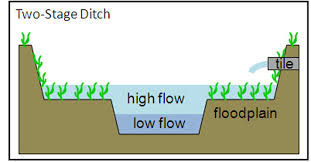 Two-Stage Ditch
tile
high flow
floodplain
low flow